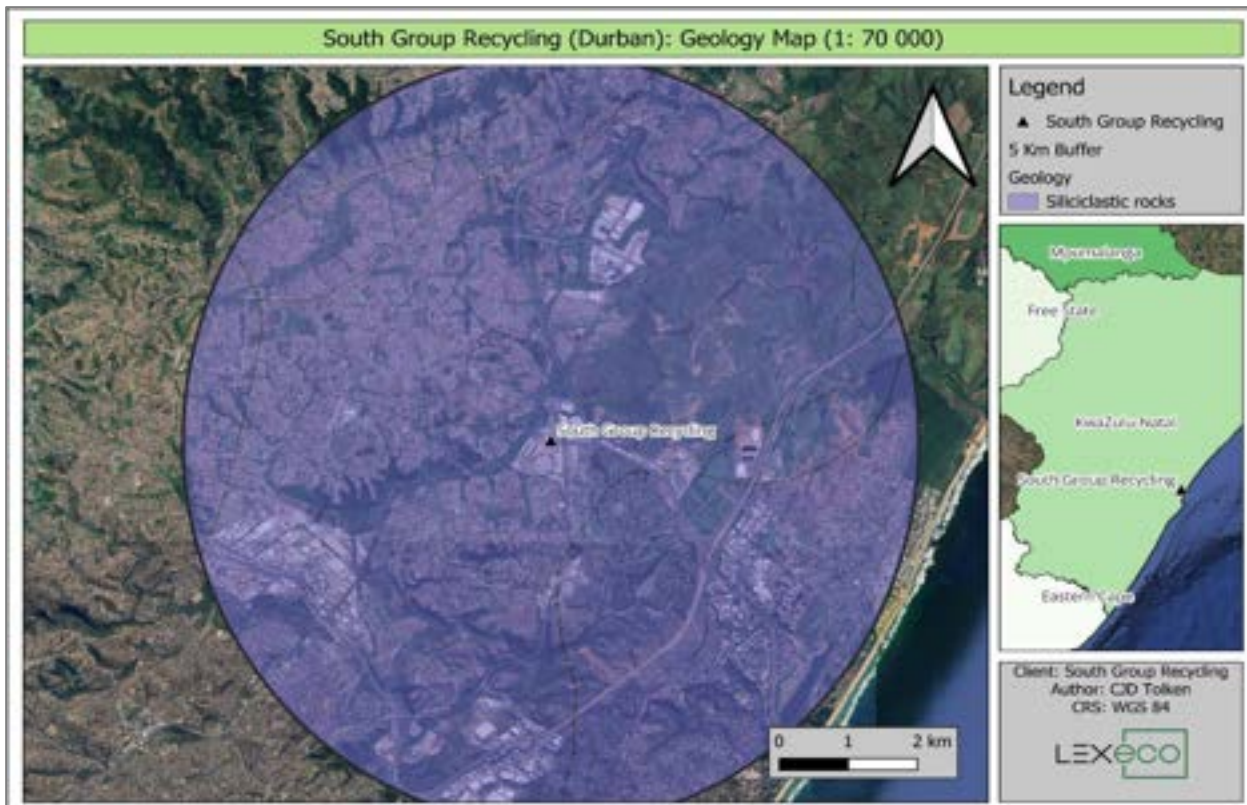 South Group Recycling (Durban): Geology Map (1: 70 000)
Legend
South Group Recycling
5 Km Buffer
Geology
Siliciclastic rocks
South Group Recycling
0 1 2 km
Mpumalanga
Free State
KwaZulu Natal
South Group Recycling
Eastern Cape
Client: South Group Recycling
Author: CJD Tolken
CRS: WGS 84
LEXECO